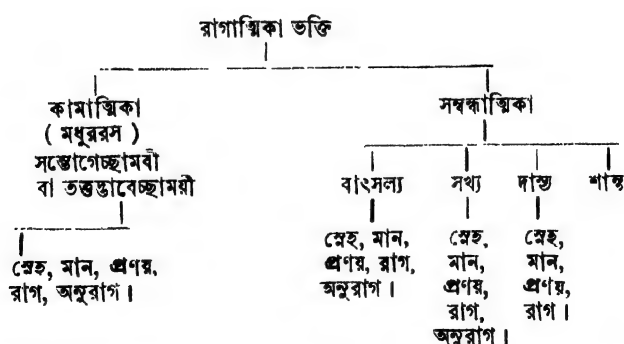 রাগাত্মিকা ভক্তি
কামাত্মিকা
( মধুররস )
সম্ভোগেচ্ছাময়ী
বা তত্তদ্ভাবেচ্ছাময়ী
স্নেহ, মান, প্রণয়,
রাগ, অনুরাগ।
সম্বন্ধাত্মিকা
বাৎসল্য সখ্য দাস্য শান্ত
স্নেহ, মান,
প্রণয়, রাগ,
অনুরাগ।
স্নেহ,
মান,
প্রণয়,
রাগ,
অনুরাগ।
স্নেহ,
মান,
প্রণয়,
রাগ।